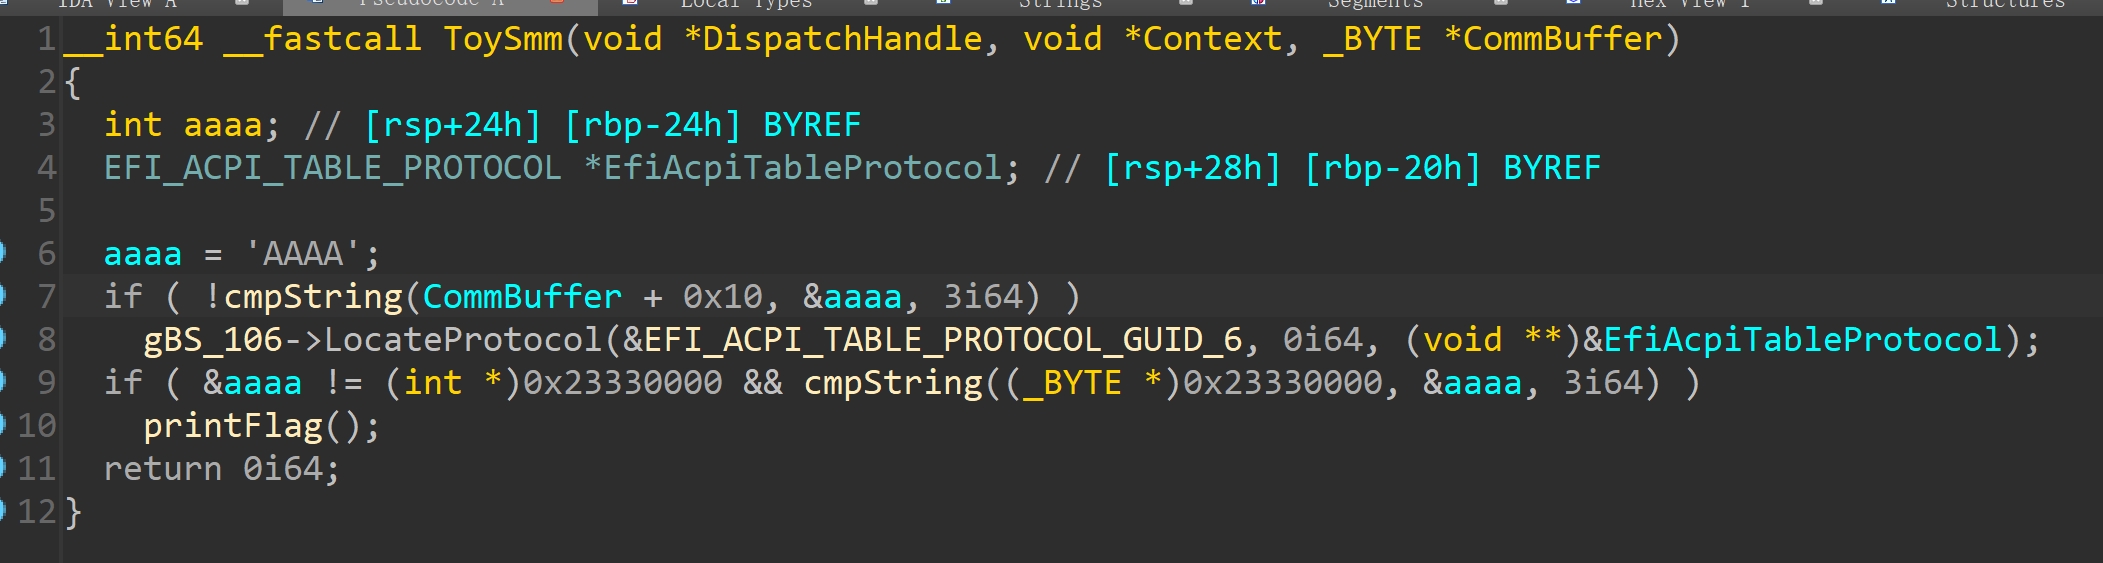 IDA View A Pseudocode A Local Types Strings Segments Hex View 1 Structures
1 __int64 __fastcall ToySmm(void *DispatchHandle, void *Context, _BYTE *CommBuffer)
2 {
3 int aaaa; // [rsp+24h] [rbp-24h] BYREF
4 EFI_ACPI_TABLE_PROTOCOL *EfiAcpiTableProtocol; // [rsp+28h] [rbp-20h] BYREF
5
6 aaaa = 'AAAA';
7 if ( !cmpString(CommBuffer + 0x10, &aaaa, 3i64) )
8 gBS_106->LocateProtocol(&EFI_ACPI_TABLE_PROTOCOL_GUID_6, 0i64, (void **)&EfiAcpiTableProtocol);
9 if ( &aaaa != (int *)0x23330000 && cmpString((_BYTE *)0x23330000, &aaaa, 3i64) )
10 printFlag();
11 return 0i64;
12 }